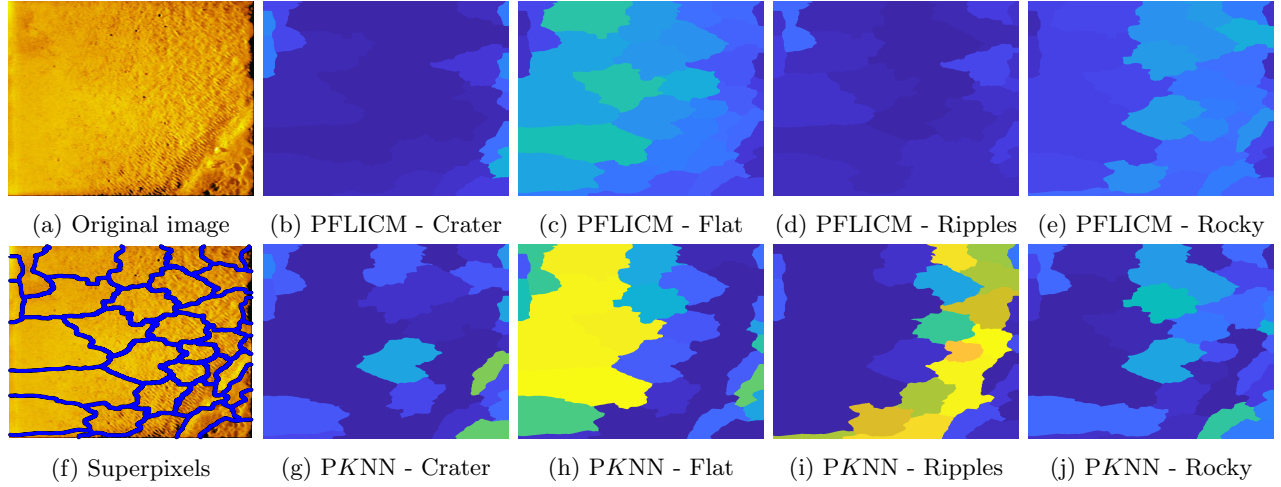 (a) Original image
(b) PFLICM - Crater
(c) PFLICM - Flat
(d) PFLICM - Ripples
(e) PFLICM - Rocky
(f) Superpixels
(g) PKNN - Crater
(h) PKNN - Flat
(i) PKNN - Ripples
(j) PKNN - Rocky